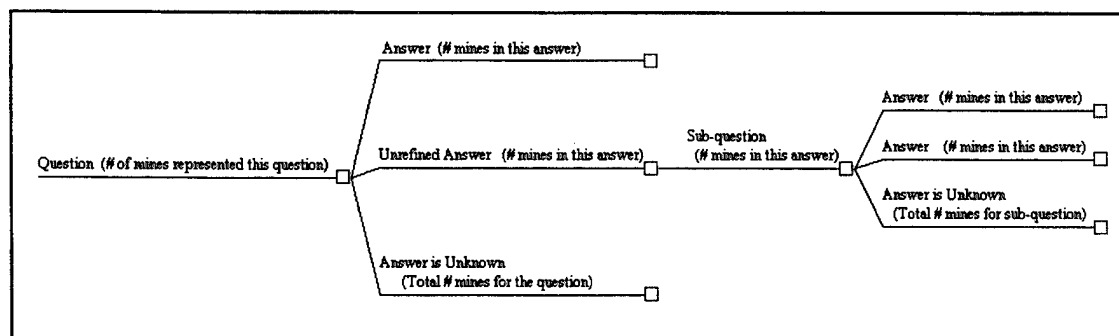 Question (# of mines represented this question)
Answer (# mines in this answer)
Unrefined Answer (# mines in this answer)
Answer is Unknown
(Total # mines for the question)
Sub-question
(# mines in this answer)
Answer (# mines in this answer)
Answer (# mines in this answer)
Answer is Unknown
(Total # mines for sub-question)